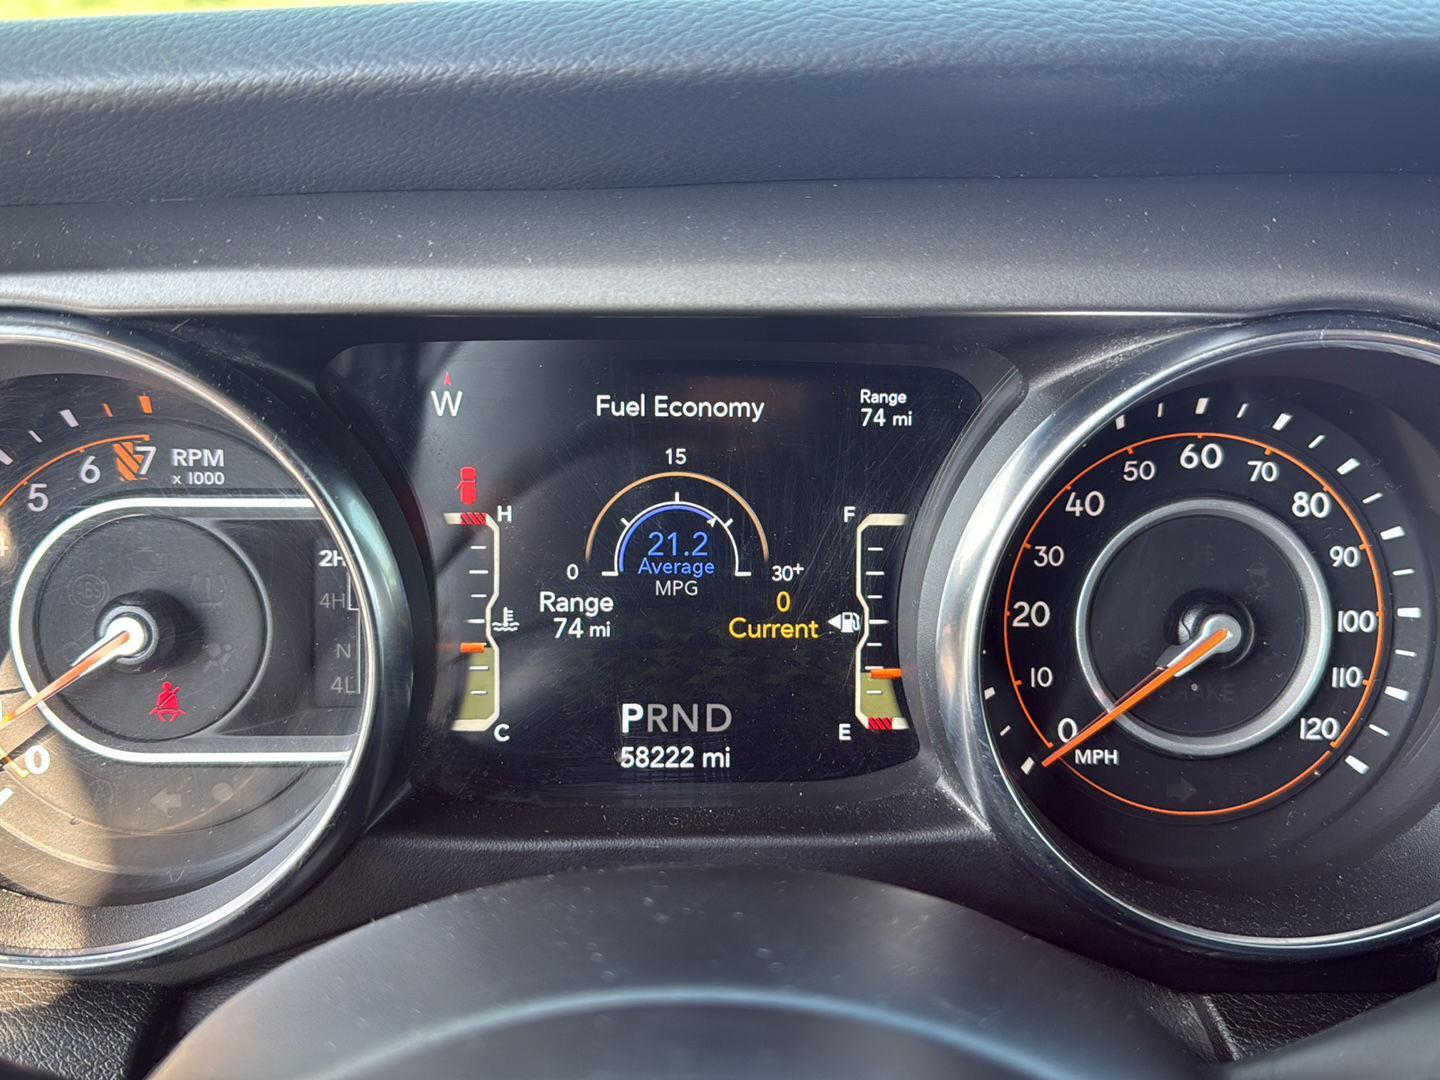 W
Fuel Economy
Range
74 mi
15
0
30+
21.2
Average
MPG
Range
74 mi
0
Current
H
C
F
E
PRND
58222 mi
5
6
7
RPM
x 1000
0
2H
4H
N
4L
ABS
0
10
20
30
40
50
60
70
80
90
100
110
120
MPH